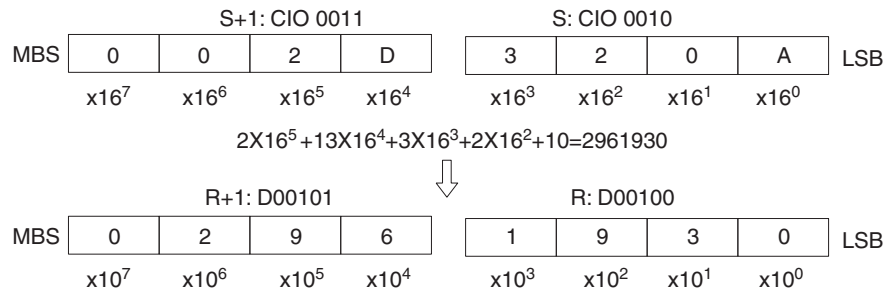 S+1: CIO 0011 S: CIO 0010
MBS 0 0 2 D 3 2 0 A LSB
x16⁷ x16⁶ x16⁵ x16⁴ x16³ x16² x16¹ x16⁰
2X16⁵+13X16⁴+3X16³+2X16²+10=2961930
R+1: D00101 R: D00100
MBS 0 2 9 6 1 9 3 0 LSB
x10⁷ x10⁶ x10⁵ x10⁴ x10³ x10² x10¹ x10⁰